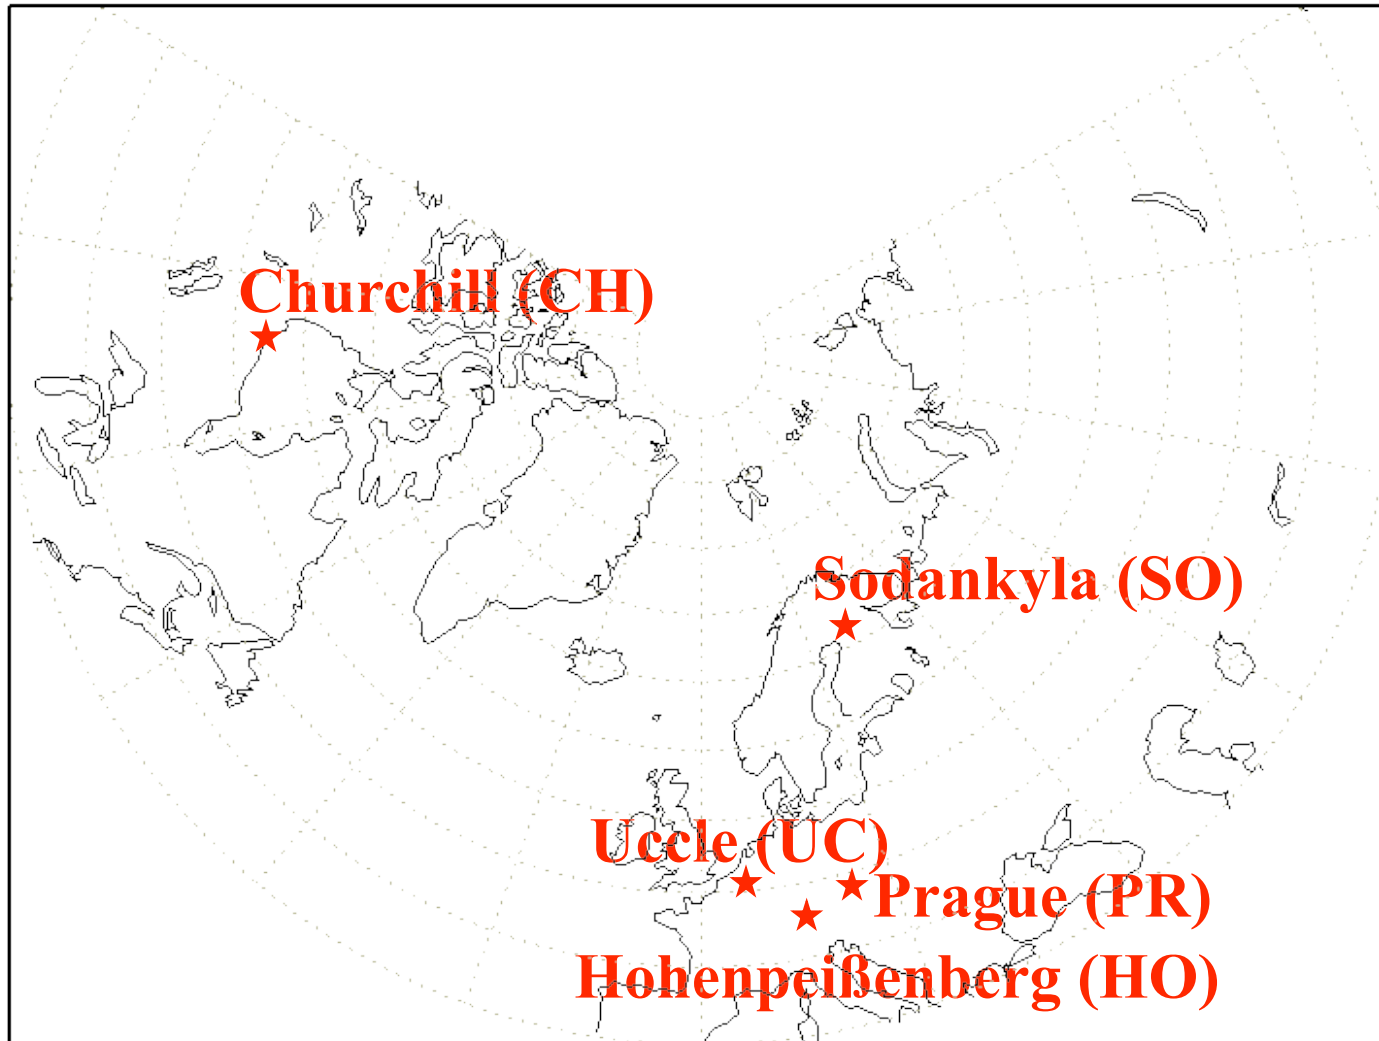 Churchill (CH)
Sodankyla (SO)
Uccle (UC)
Prague (PR)
Hohenpeißenberg (HO)